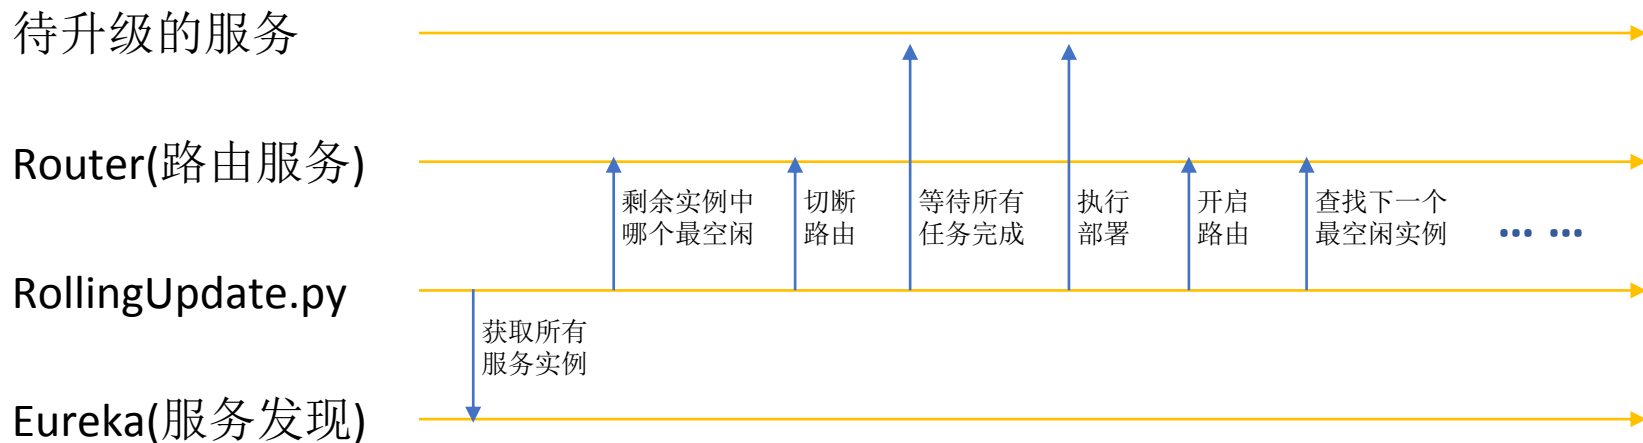 待升级的服务
Router(路由服务)
剩余实例中
哪个最空闲
切断
路由
等待所有
任务完成
执行
部署
开启
路由
查找下一个
最空闲实例
... ...
RollingUpdate.py
获取所有
服务实例
Eureka(服务发现)